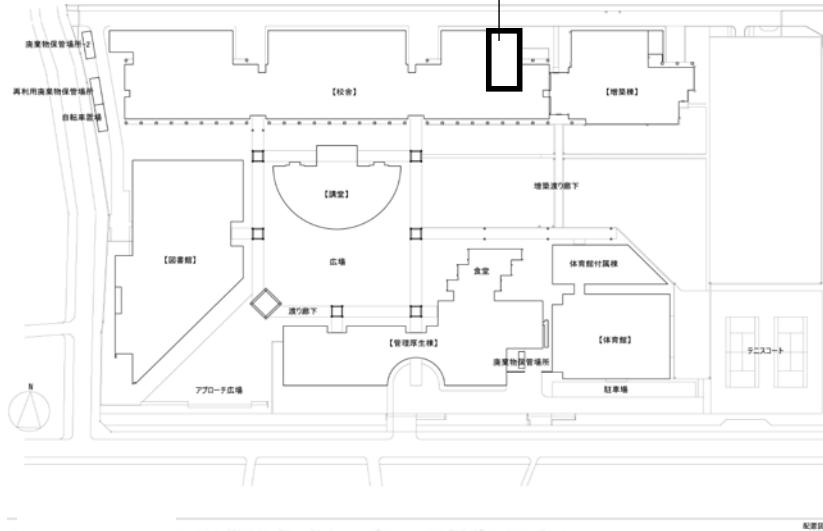 廃棄物保管場所-2
再利用廃棄物保管場所
自転車置場
【校舎】
【増築棟】
【講堂】
増築渡り廊下
【図書館】
広場
食堂
体育館付属棟
渡り廊下
【管理厚生棟】
【体育館】
廃棄物保管場所
テニスコート
アプローチ広場
駐車場
N
配置図